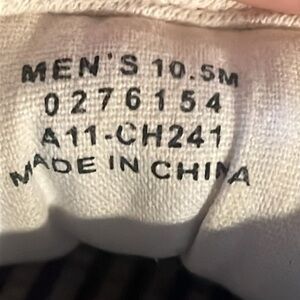 MEN'S 10.5M
0276154
A11-CH241
MADE IN CHINA